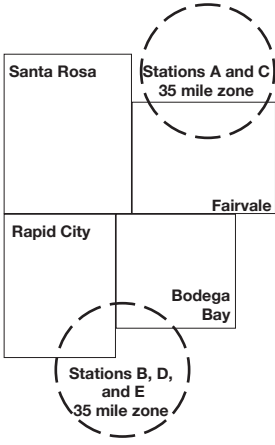 Santa Rosa
Stations A and C
35 mile zone
Fairvale
Rapid City
Bodega
Bay
Stations B, D,
and E
35 mile zone